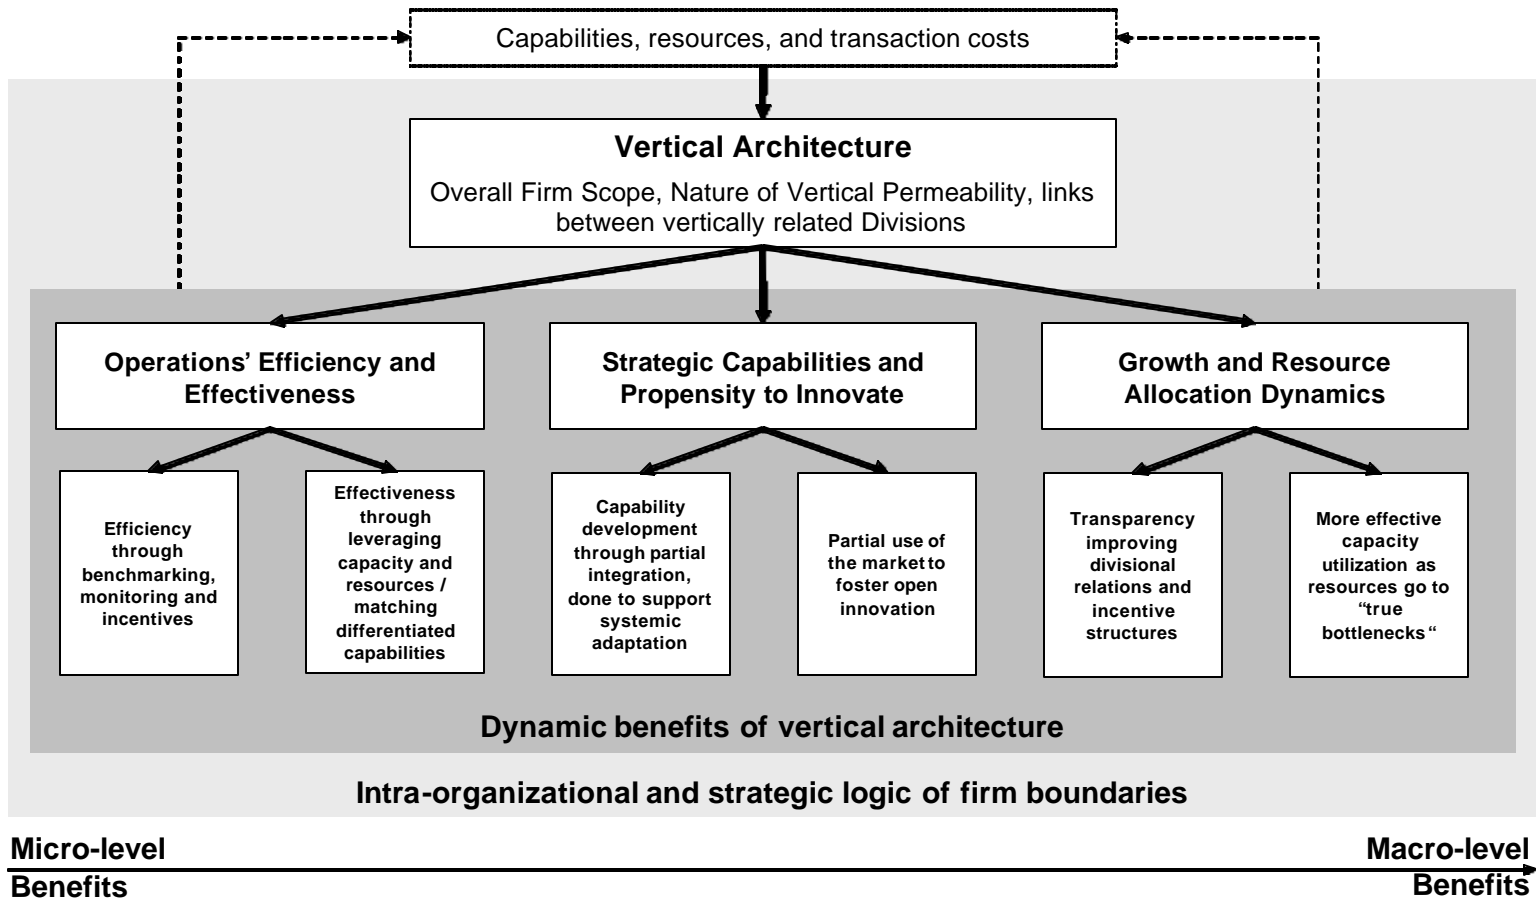 Capabilities, resources, and transaction costs
Vertical Architecture
Overall Firm Scope, Nature of Vertical Permeability, links
between vertically related Divisions
Operations’ Efficiency and
Effectiveness
Strategic Capabilities and
Propensity to Innovate
Growth and Resource
Allocation Dynamics
Efficiency
through
benchmarking,
monitoring and
incentives
Effectiveness
through
leveraging
capacity and
resources /
matching
differentiated
capabilities
Capability
development
through partial
integration,
done to support
systemic
adaptation
Partial use of
the market to
foster open
innovation
Transparency
improving
divisional
relations and
incentive
structures
More effective
capacity
utilization as
resources go to
“true
bottlenecks“
Dynamic benefits of vertical architecture
Intra-organizational and strategic logic of firm boundaries
Micro-level
Benefits
Macro-level
Benefits